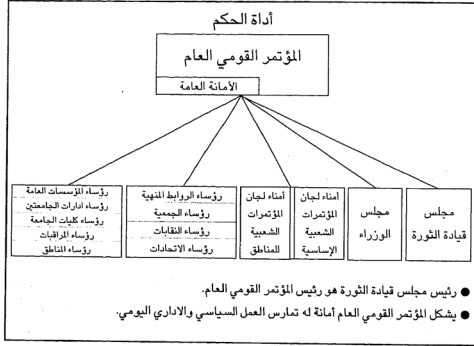 أداة الحكم
المؤتمر القومي العام
الأمانة العامة
مجلس
قيادة الثورة
مجلس
الوزراء
أمناء لجان
المؤتمرات
الشعبية
الإساسية
أمناء لجان
المؤتمرات
الشعبية
للمناطق
رؤساء الروابط المنهية
رؤساء الجمعية
رؤساء النقابات
رؤساء الاتحادات
رؤساء المؤسسات العامة
رؤساء ادارات الجامعتين
رؤساء كليات الجامعة
رؤساء المراقبات
رؤساء المناطق
● رئيس مجلس قيادة الثورة هو رئيس المؤتمر القومي العام.
● يشكل المؤتمر القومي العام أمانة له تمارس العمل السياسي والاداري اليومي.